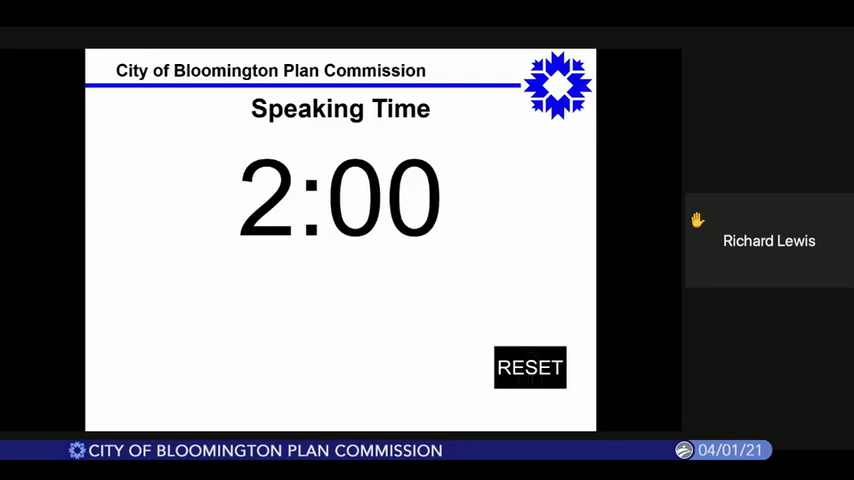 City of Bloomington Plan Commission
Speaking Time
2:00
Richard Lewis
RESET
CITY OF BLOOMINGTON PLAN COMMISSION
04/01/21